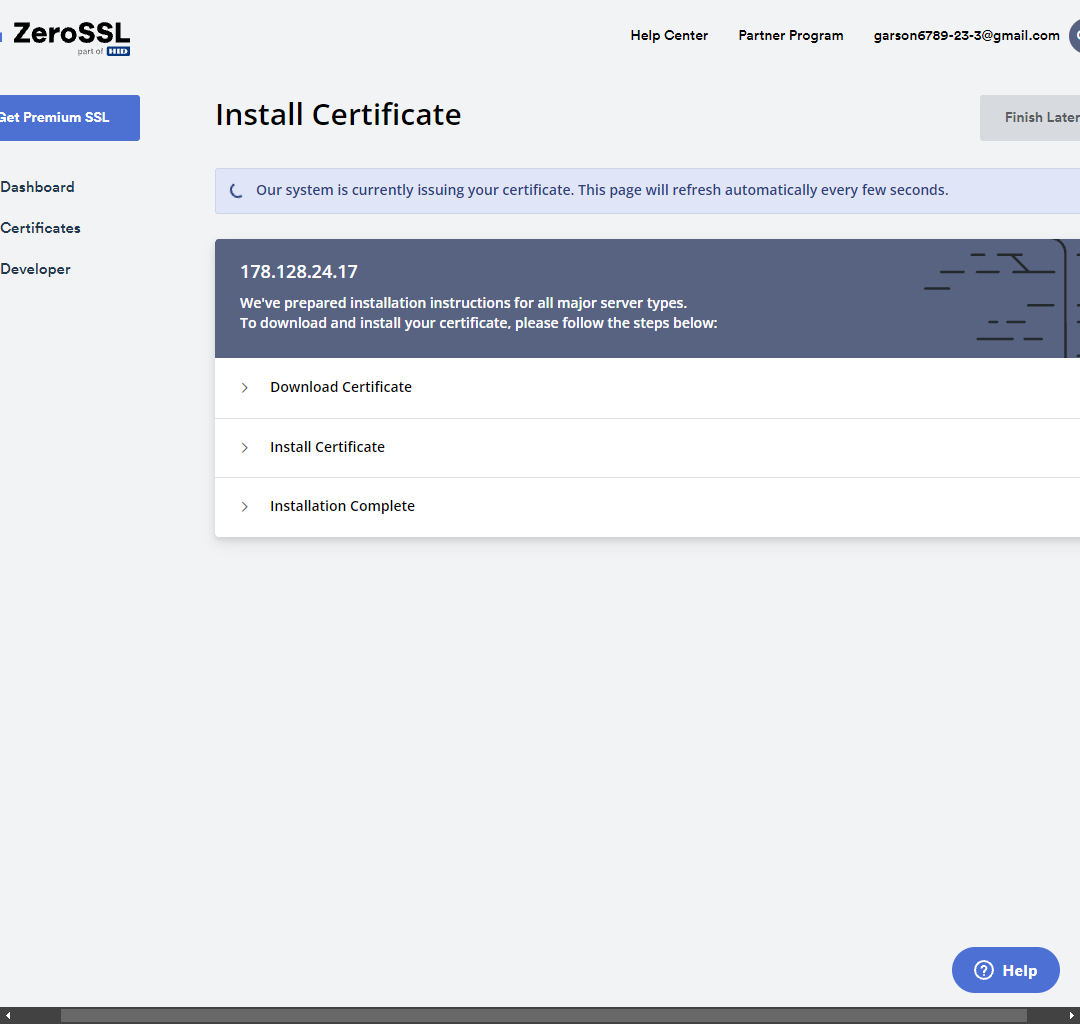 ZeroSSL
part of HID
Help Center
Partner Program
garson6789-23-3@gmail.com
Get Premium SSL
Install Certificate
Finish Later
Dashboard
Certificates
Developer
Our system is currently issuing your certificate. This page will refresh automatically every few seconds.
178.128.24.17
We've prepared installation instructions for all major server types.
To download and install your certificate, please follow the steps below:
Download Certificate
Install Certificate
Installation Complete
Help